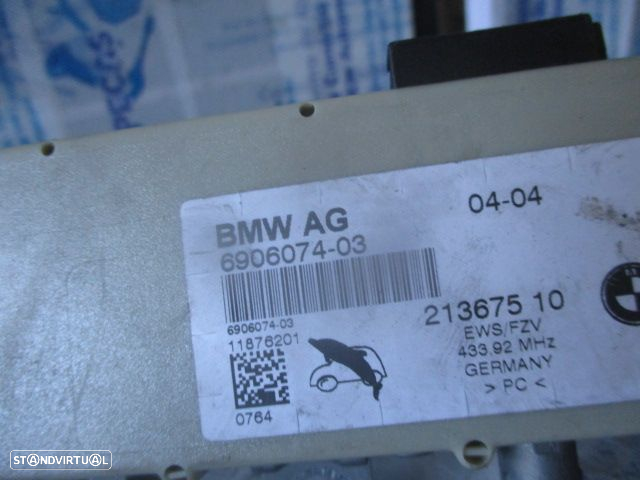 BMW AG
04-04
6906074-03
6906074-03
11876201
213675 10
EWS/FZV
433.92 MHz
GERMANY
> PC <
0764
STANDVIRTUAL